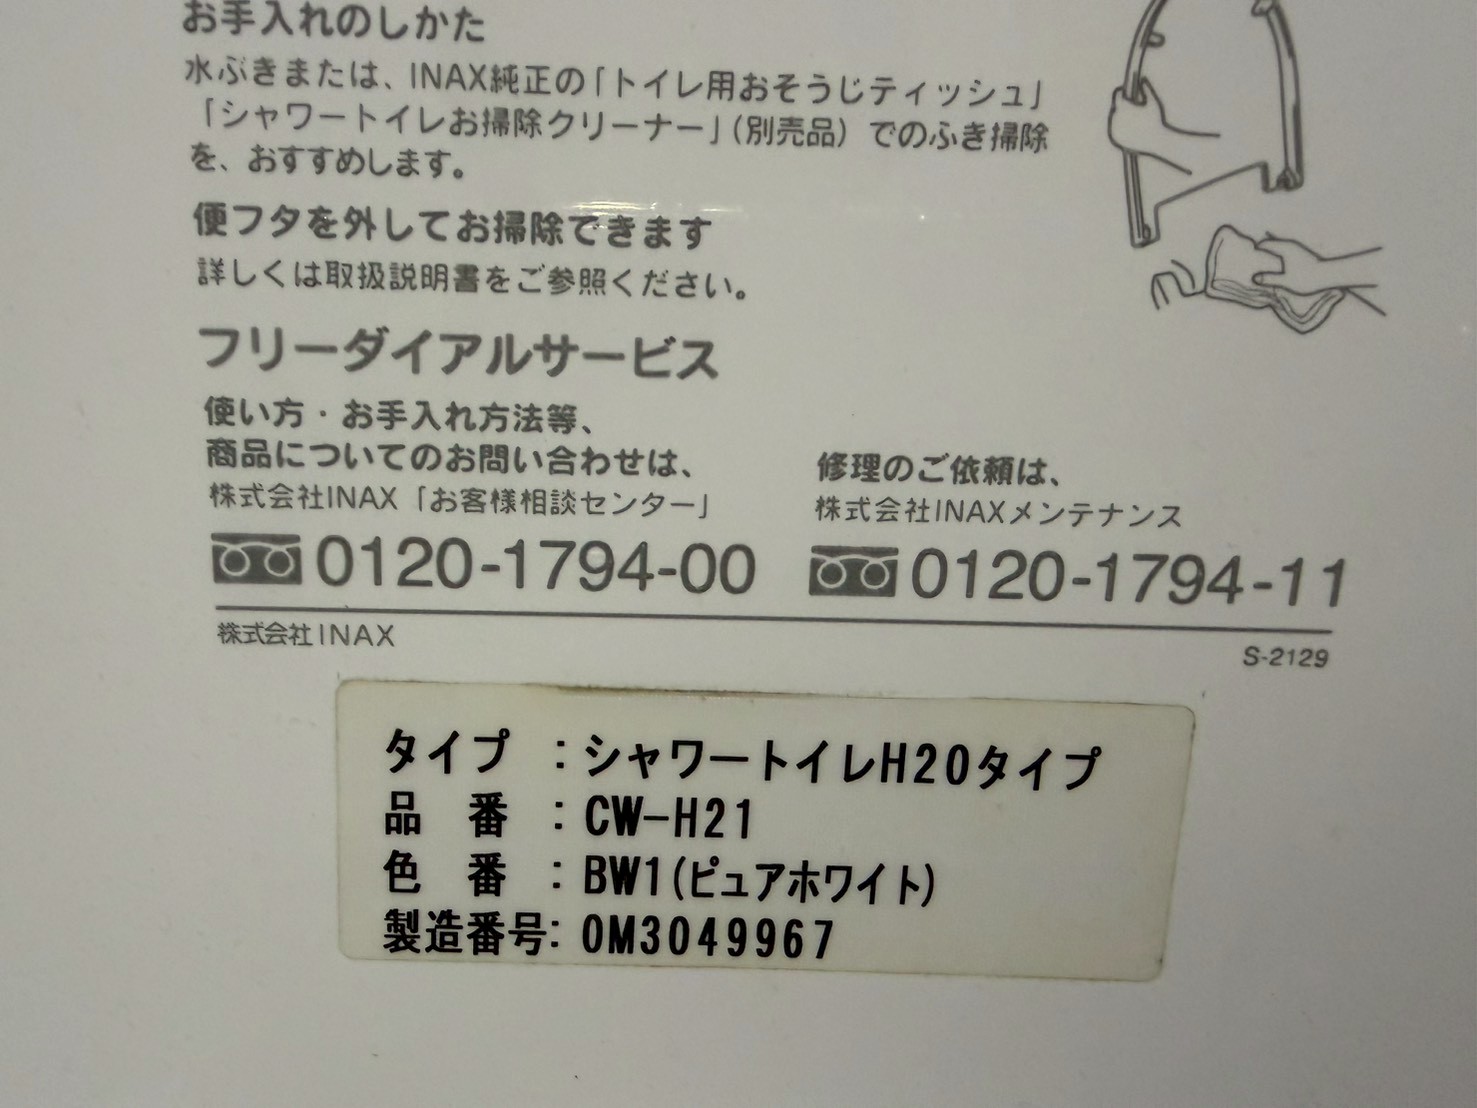 お手入れのしかた
水ぶきまたは、INAX純正の「トイレ用おそうじティッシュ」
「シャワートイレお掃除クリーナー」(別売品)でのふき掃除
を、おすすめします。
便フタを外してお掃除できます
詳しくは取扱説明書をご参照ください。
フリーダイアルサービス
使い方・お手入れ方法等、
商品についてのお問い合わせは、
株式会社INAX「お客様相談センター」
0120-1794-00
修理のご依頼は、
株式会社INAXメンテナンス
0120-1794-11
株式会社INAX
S-2129
タイプ :シャワートイレH20タイプ
品 番 :CW-H21
色 番 :BW1(ピュアホワイト)
製造番号:0M3049967